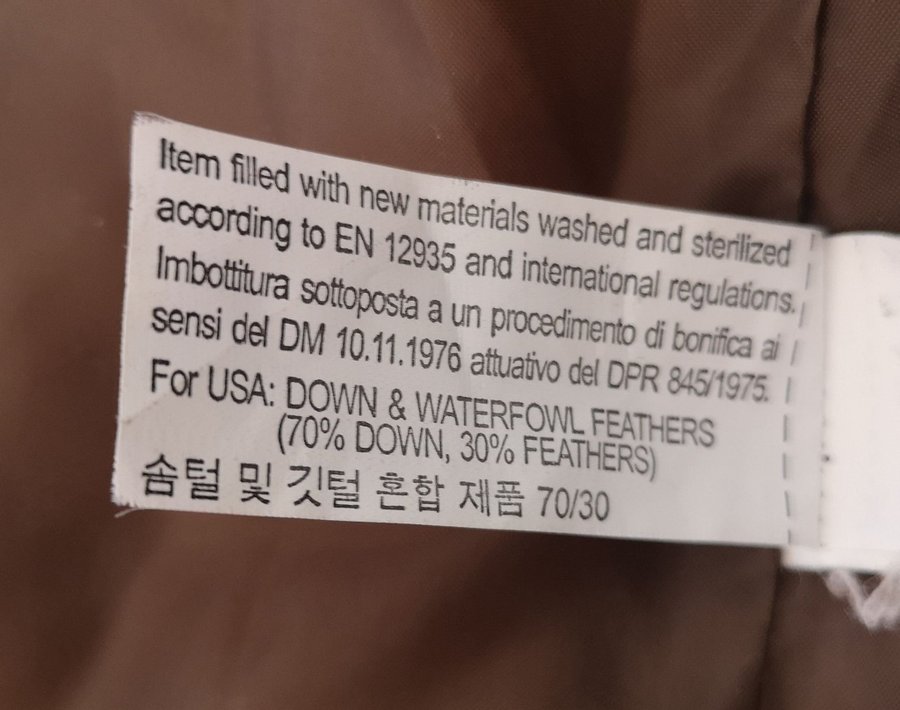 Item filled with new materials washed and sterilized
according to EN 12935 and international regulations.
Imbottitura sottoposta a un procedimento di bonifica ai
sensi del DM 10.11.1976 attuativo del DPR 845/1975.
For USA: DOWN & WATERFOWL FEATHERS
(70% DOWN, 30% FEATHERS)
솜털 및 깃털 혼합 제품 70/30